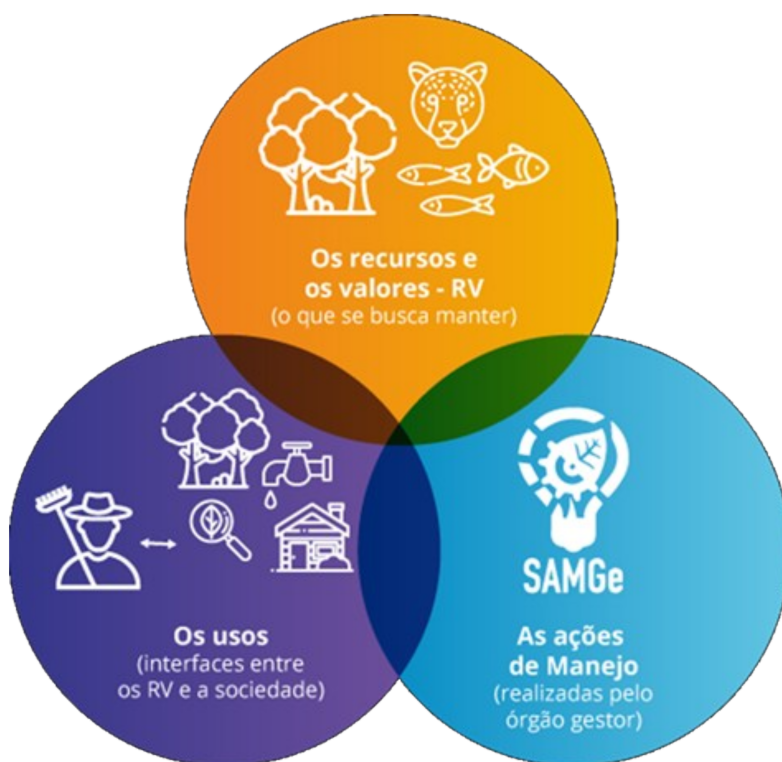 Os recursos e
os valores - RV
(o que se busca manter)
Os usos
(interfaces entre
os RV e a sociedade)
SAMGe
As ações
de Manejo
(realizadas pelo
órgão gestor)